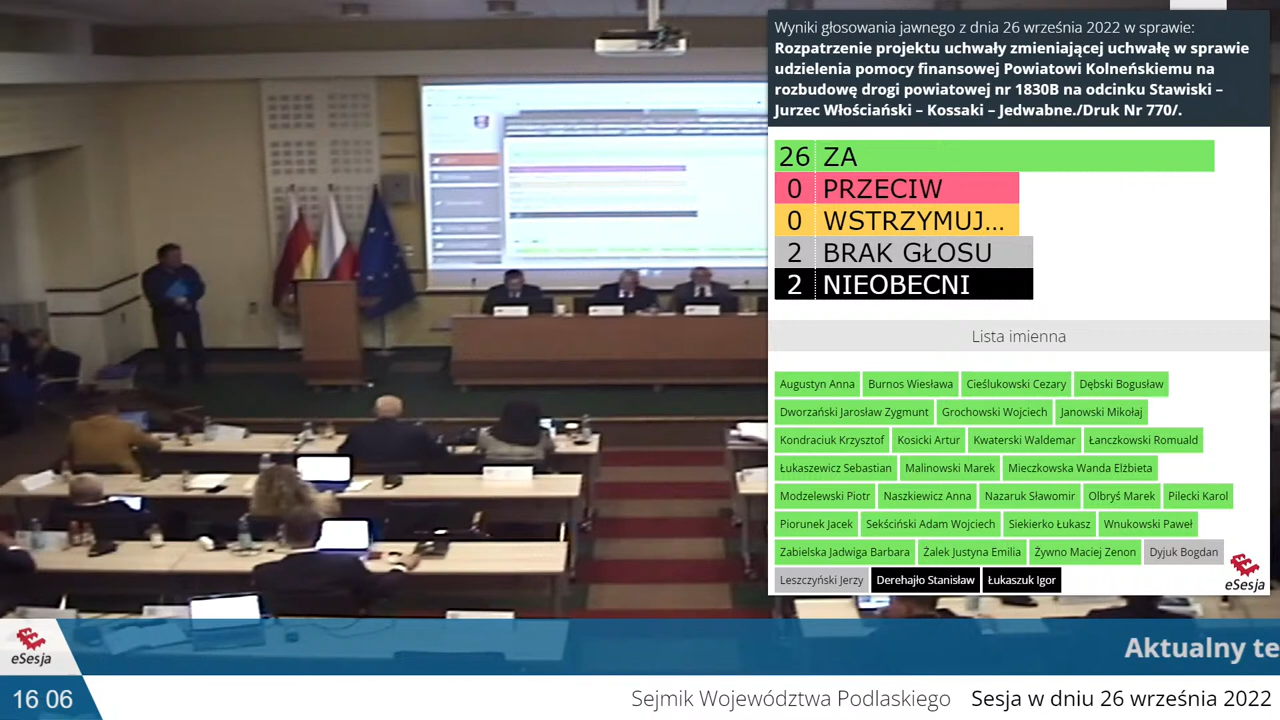 Wyniki głosowania jawnego z dnia 26 września 2022 w sprawie:
Rozpatrzenie projektu uchwały zmieniającej uchwałę w sprawie
udzielenia pomocy finansowej Powiatowi Kolneńskiemu na
rozbudowę drogi powiatowej nr 1830B na odcinku Stawiski –
Jurzec Włościański – Kossaki – Jedwabne./Druk Nr 770/.
26 ZA
0 PRZECIW
0 WSTRZYMUJ...
2 BRAK GŁOSU
2 NIEOBECNI
Lista imienna
Augustyn Anna Burnos Wiesława Cieślukowski Cezary Dębski Bogusław
Dworzański Jarosław Zygmunt Grochowski Wojciech Janowski Mikołaj
Kondraciuk Krzysztof Kosicki Artur Kwaterski Waldemar Łanczkowski Romuald
Łukaszewicz Sebastian Malinowski Marek Mieczkowska Wanda Elżbieta
Modzelewski Piotr Naszkiewicz Anna Nazaruk Sławomir Olbryś Marek Pilecki Karol
Piorunek Jacek Sekściński Adam Wojciech Siekierko Łukasz Wnukowski Paweł
Zabielska Jadwiga Barbara Żalek Justyna Emilia Żywno Maciej Zenon Dyjuk Bogdan
Leszczyński Jerzy Derehajło Stanisław Łukaszuk Igor
eSesja
eSesja
Aktualny te
16 06
Sejmik Województwa Podlaskiego Sesja w dniu 26 września 2022